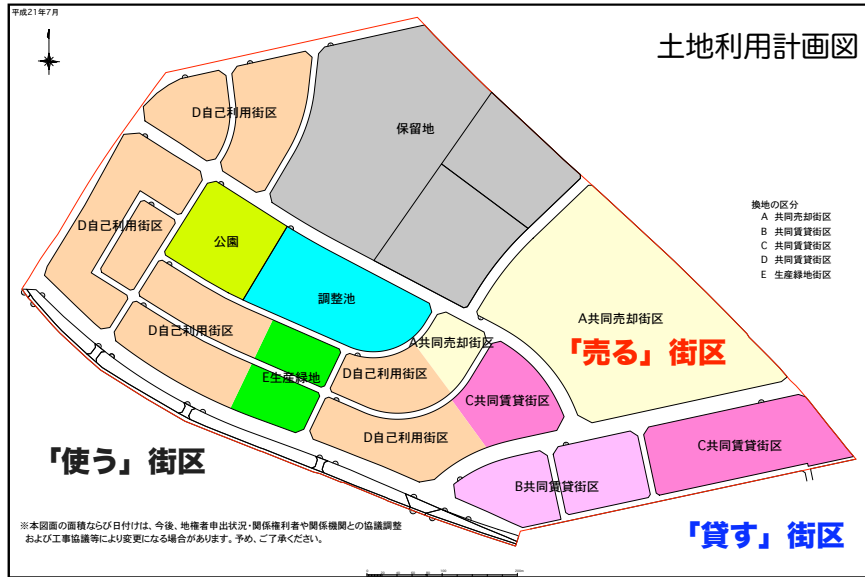 平成21年7月
土地利用計画図
D自己利用街区
保留地
換地の区分
A 共同売却街区
B 共同賃貸街区
C 共同賃貸街区
D 共同賃貸街区
E 生産緑地街区
D自己利用街区
公園
調整池
A共同売却街区
「売る」街区
D自己利用街区
A共同売却街区
D自己利用街区
E生産緑地
C共同賃貸街区
D自己利用街区
C共同賃貸街区
「使う」街区
B共同賃貸街区
「貸す」街区
※本図面の面積ならび日付けは、今後、地権者申出状況・関係権利者や関係機関との協議調整
および工事協議等により変更になる場合があります。予め、ご了承ください。